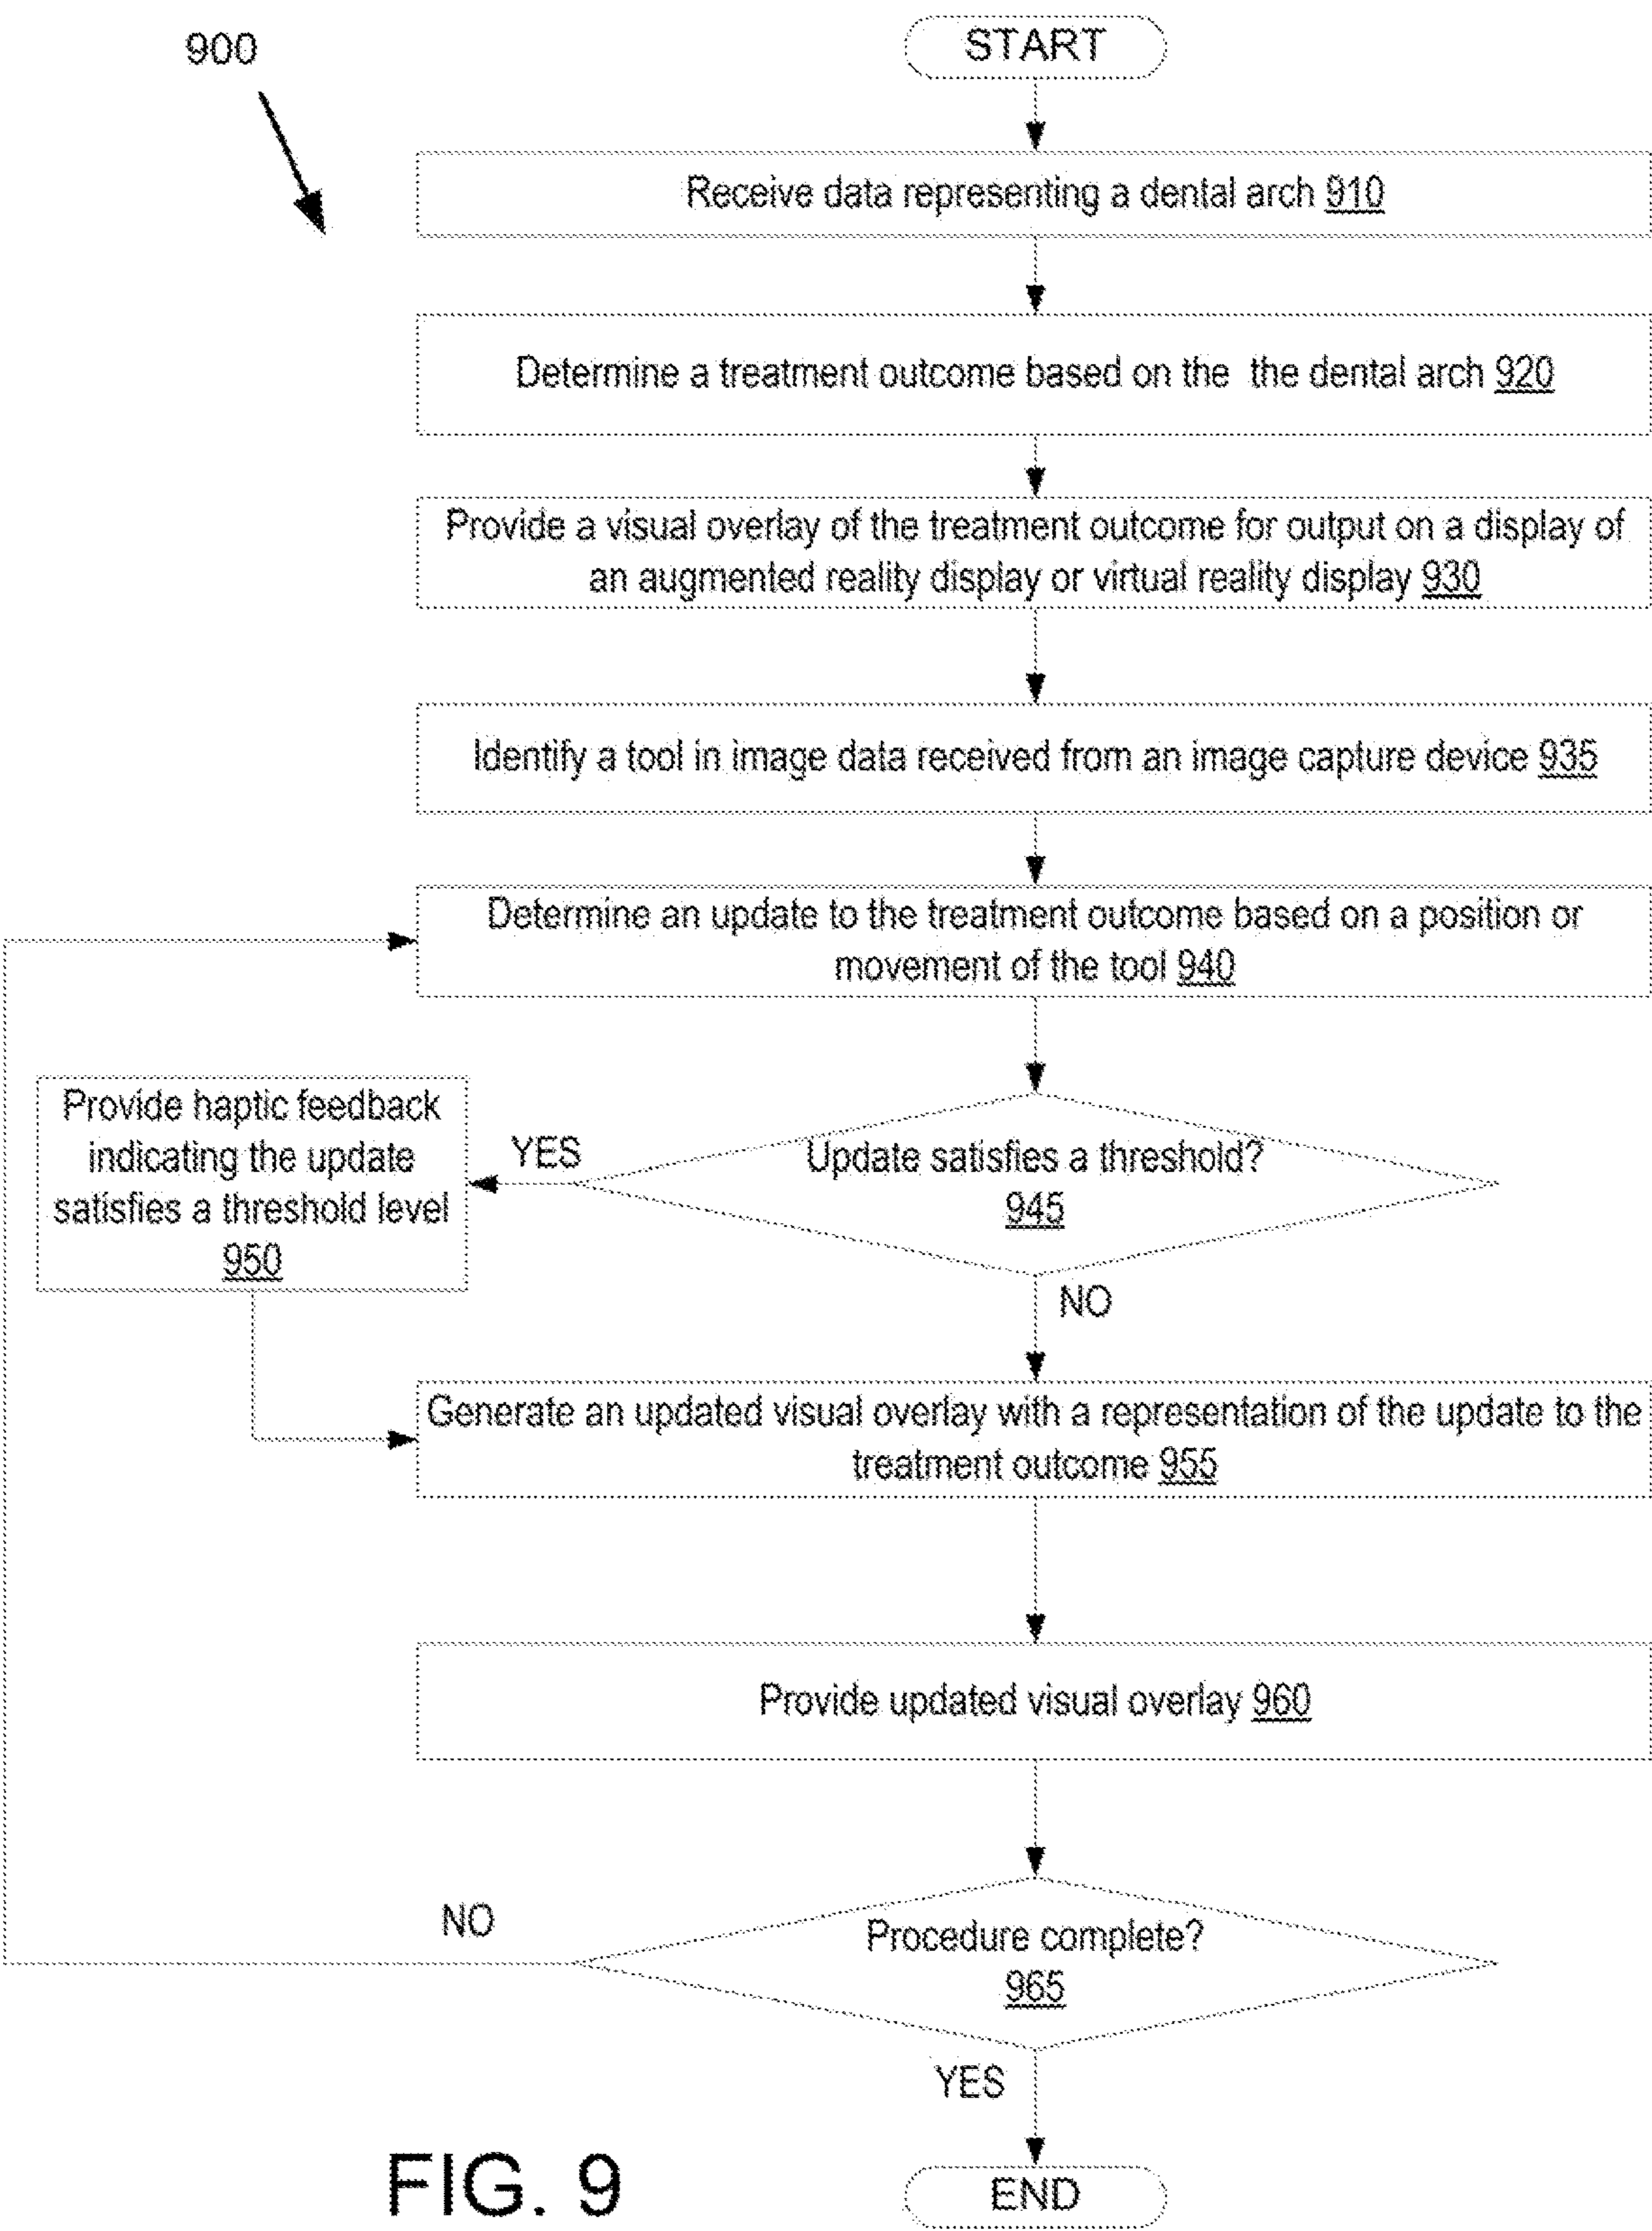 900
START
Receive data representing a dental arch 910
Determine a treatment outcome based on the the dental arch 920
Provide a visual overlay of the treatment outcome for output on a display of
an augmented reality display or virtual reality display 930
Identify a tool in image data received from an image capture device 935
Determine an update to the treatment outcome based on a position or
movement of the tool 940
Update satisfies a threshold?
945
YES
Provide haptic feedback
indicating the update
satisfies a threshold level
950
NO
Generate an updated visual overlay with a representation of the update to the
treatment outcome 955
Provide updated visual overlay 960
Procedure complete?
965
NO
YES
END
FIG. 9